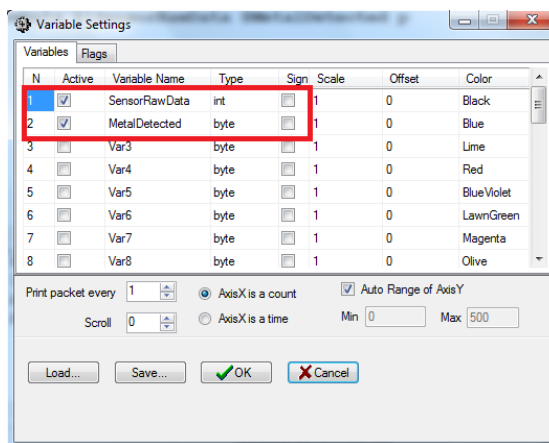 Variable Settings
Variables Flags
N Active Variable Name Type Sign Scale Offset Color
1 SensorRawData int 1 0 Black
2 MetalDetected byte 1 0 Blue
3 Var3 byte 1 0 Lime
4 Var4 byte 1 0 Red
5 Var5 byte 1 0 BlueViolet
6 Var6 byte 1 0 LawnGreen
7 Var7 byte 1 0 Magenta
8 Var8 byte 1 0 Olive
Print packet every 1 AxisX is a count Auto Range of AxisY
Scroll 0 AxisX is a time Min 0 Max 500
Load... Save... OK Cancel